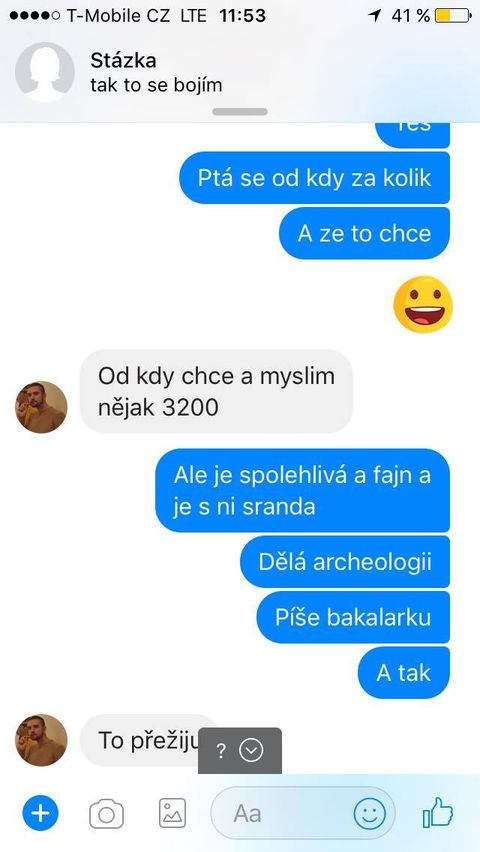 T-Mobile CZ LTE 11:53 41 %
Stázka
tak to se bojím
Yes
Ptá se od kdy za kolik
A ze to chce
Od kdy chce a myslim
nějak 3200
Ale je spolehlivá a fajn a
je s ni sranda
Dělá archeologii
Píše bakalarku
A tak
To přežiju
?
Aa